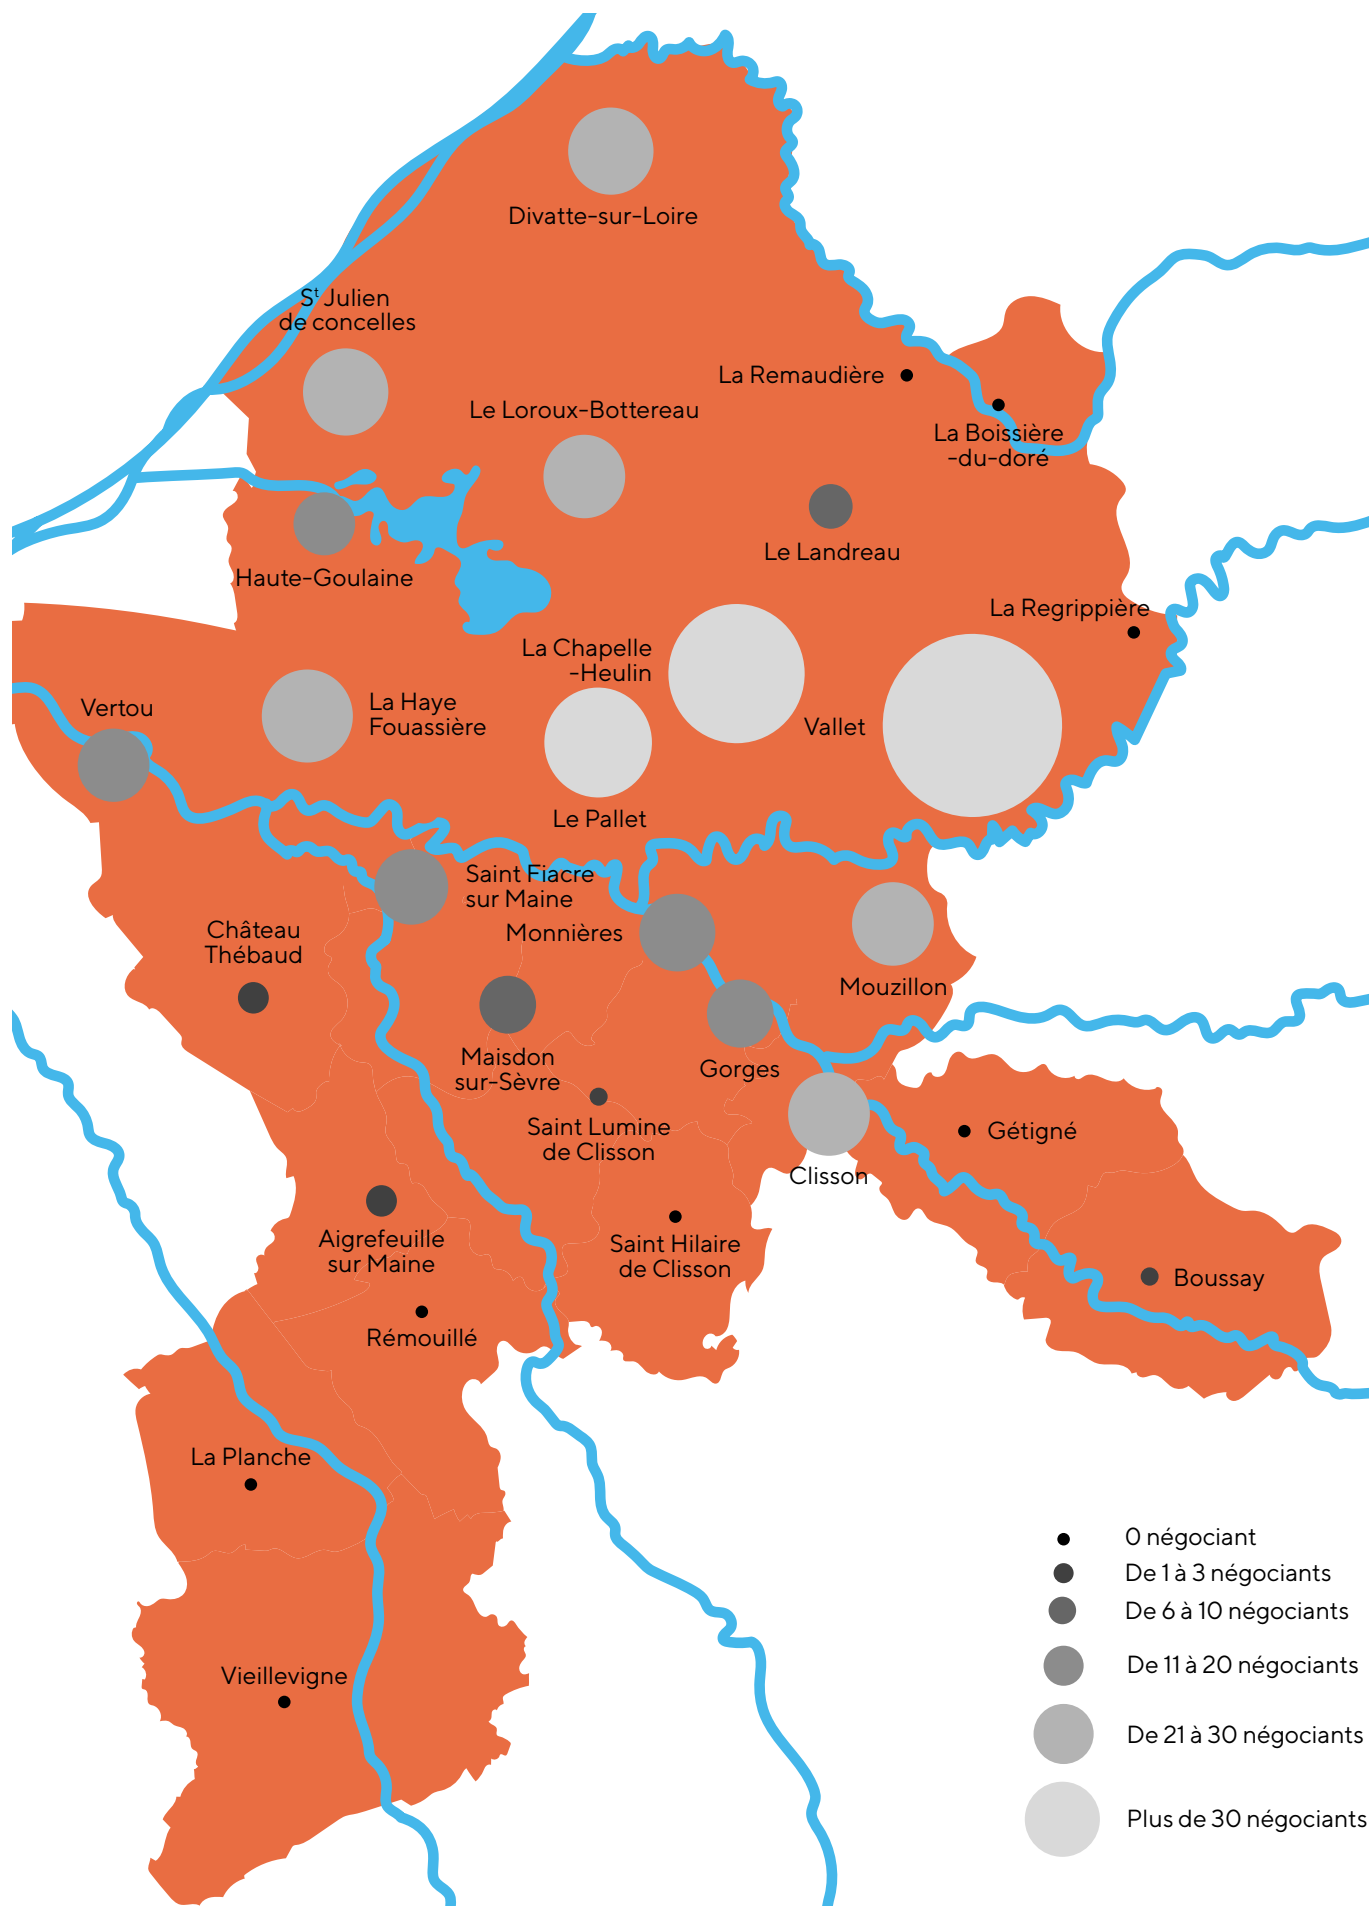 Divatte-sur-Loire
Sᵗ Julien
de concelles
La Remaudière
Le Loroux-Bottereau
La Boissière
-du-doré
Le Landreau
Haute-Goulaine
La Regrippière
La Chapelle
-Heulin
La Haye
Fouassière
Vertou
Vallet
Le Pallet
Saint Fiacre
sur Maine
Château
Thébaud
Monnières
Mouzillon
Maisdon
sur-Sèvre
Gorges
Saint Lumine
de Clisson
Gétigné
Clisson
Aigrefeuille
sur Maine
Saint Hilaire
de Clisson
Boussay
Rémouillé
La Planche
Vieillevigne
0 négociant
De 1 à 3 négociants
De 6 à 10 négociants
De 11 à 20 négociants
De 21 à 30 négociants
Plus de 30 négociants